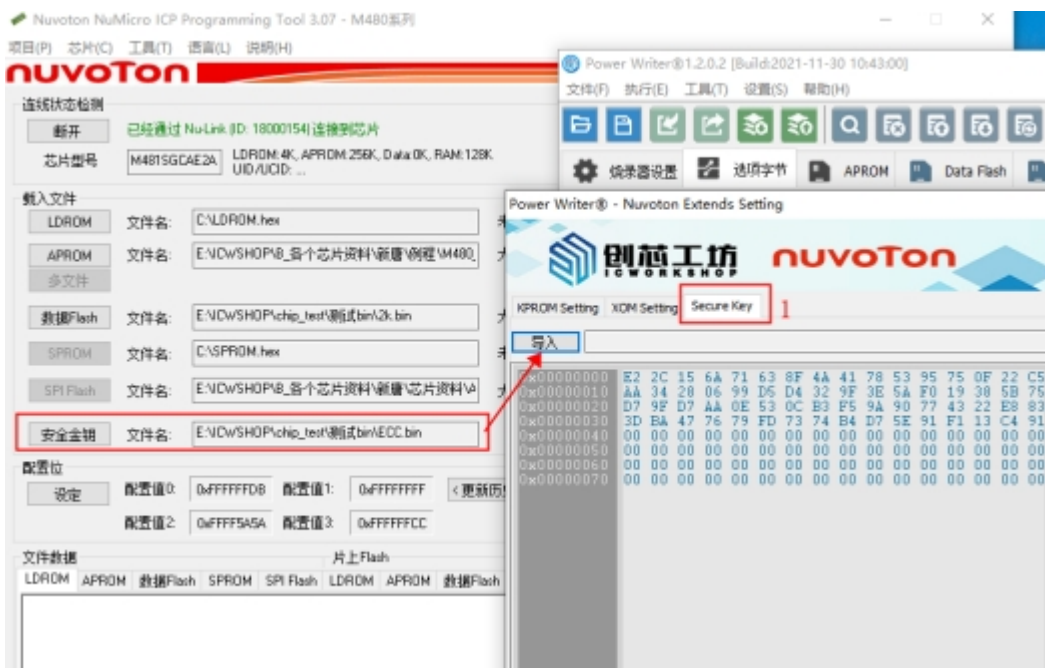 Nuvoton NuMicro ICP Programming Tool 3.07 - M480系列
项目(P) 芯片(C) 工具(T) 语言(L) 说明(H)
nuvoTon
连线状态检测
断开
已经通过 Nu-Link (ID: 18000154)连接到芯片
芯片型号
M481SGCAE2A
LDROM:4K, APROM:256K, Data:0K, RAM:128K
UID/UCID: ...
载入文件
LDROM 文件名: C:\LDROM.hex
APROM 文件名: E:\ICWSHOP\8_各个芯片资料\新唐\例程\M480_
多文件
数据Flash 文件名: E:\ICWSHOP\chip_test\测试bin\2k.bin
SPROM 文件名: C:\SPROM.hex
SPI Flash 文件名: E:\ICWSHOP\8_各个芯片资料\新唐\芯片资料\A
安全金钥 文件名: E:\ICWSHOP\chip_test\测试bin\ECC.bin
配置位
设定 配置值0: 0xFFFFFFDB 配置值1: 0xFFFFFFFF <更新历
配置值2: 0xFFFF5A5A 配置值3: 0xFFFFFFCC
文件数据 片上Flash
LDROM APROM 数据Flash SPROM SPI Flash LDROM APROM 数据Flash
Power Writer®1.2.0.2 [Build:2021-11-30 10:43:00]
文件(F) 执行(E) 工具(T) 设置(S) 帮助(H)
烧录器设置 选项字节 APROM Data Flash
Power Writer® - Nuvoton Extends Setting
创芯工坊 nuvoTon
ICWORKSHOP
KPROM Setting XOM Setting Secure Key 1
导入
0x00000000 E2 2C 15 6A 71 63 8F 4A 41 78 53 95 75 0F 22 C5
0x00000010 AA 34 28 06 99 D5 D4 32 9F 3E 5A F0 19 38 5B 75
0x00000020 D7 9F D7 AA 0E 53 0C B3 F5 9A 90 77 43 22 E8 83
0x00000030 3D BA 47 76 79 FD 73 74 B4 D7 5E 91 F1 13 C4 91
0x00000040 00 00 00 00 00 00 00 00 00 00 00 00 00 00 00 00
0x00000050 00 00 00 00 00 00 00 00 00 00 00 00 00 00 00 00
0x00000060 00 00 00 00 00 00 00 00 00 00 00 00 00 00 00 00
0x00000070 00 00 00 00 00 00 00 00 00 00 00 00 00 00 00 00